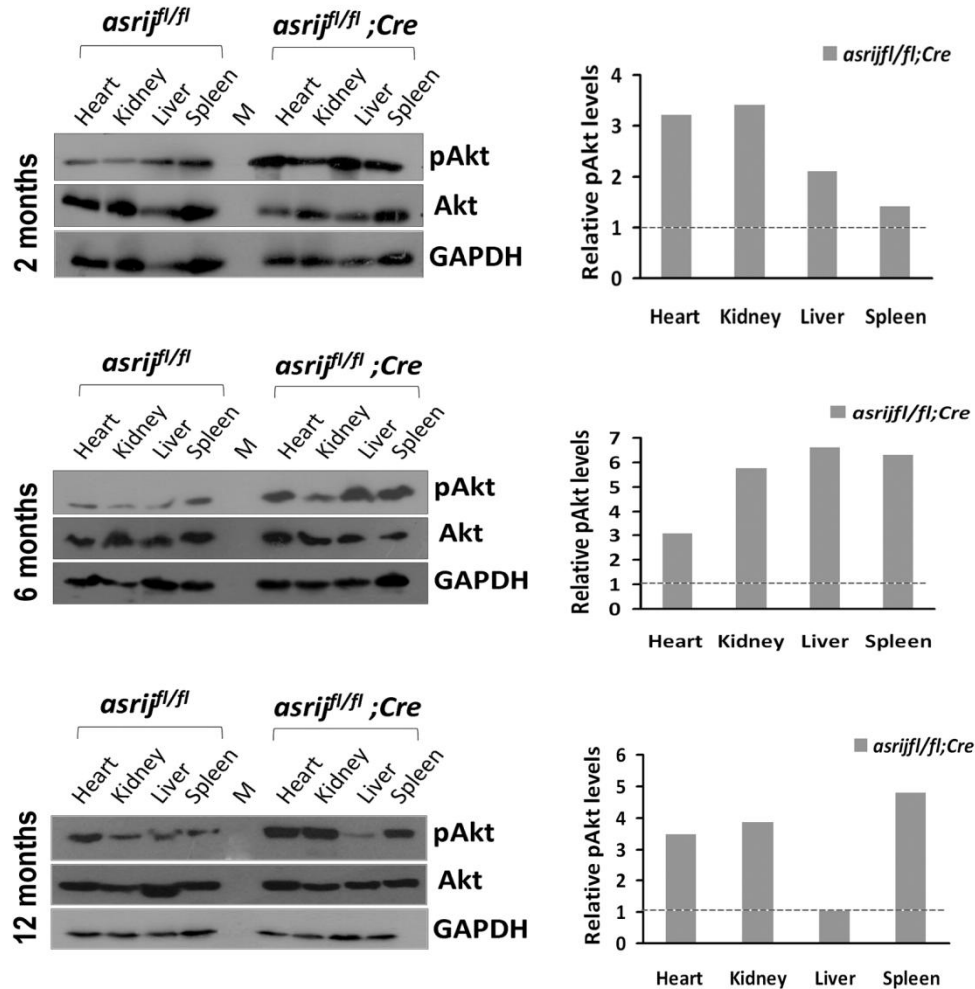 asrij^fl/fl asrij^fl/fl ;Cre
Heart Kidney Liver Spleen M Heart Kidney Liver Spleen
2 months
pAkt
Akt
GAPDH
asrijfl/fl;Cre
Relative pAkt levels
4
3
2
1
0
Heart Kidney Liver Spleen
asrij^fl/fl asrij^fl/fl ;Cre
Heart Kidney Liver Spleen M Heart Kidney Liver Spleen
6 months
pAkt
Akt
GAPDH
asrijfl/fl;Cre
Relative pAkt levels
7
6
5
4
3
2
1
0
Heart Kidney Liver Spleen
asrij^fl/fl asrij^fl/fl ;Cre
Heart Kidney Liver Spleen M Heart Kidney Liver Spleen
12 months
pAkt
Akt
GAPDH
asrijfl/fl;Cre
Relative pAkt levels
6
5
4
3
2
1
0
Heart Kidney Liver Spleen